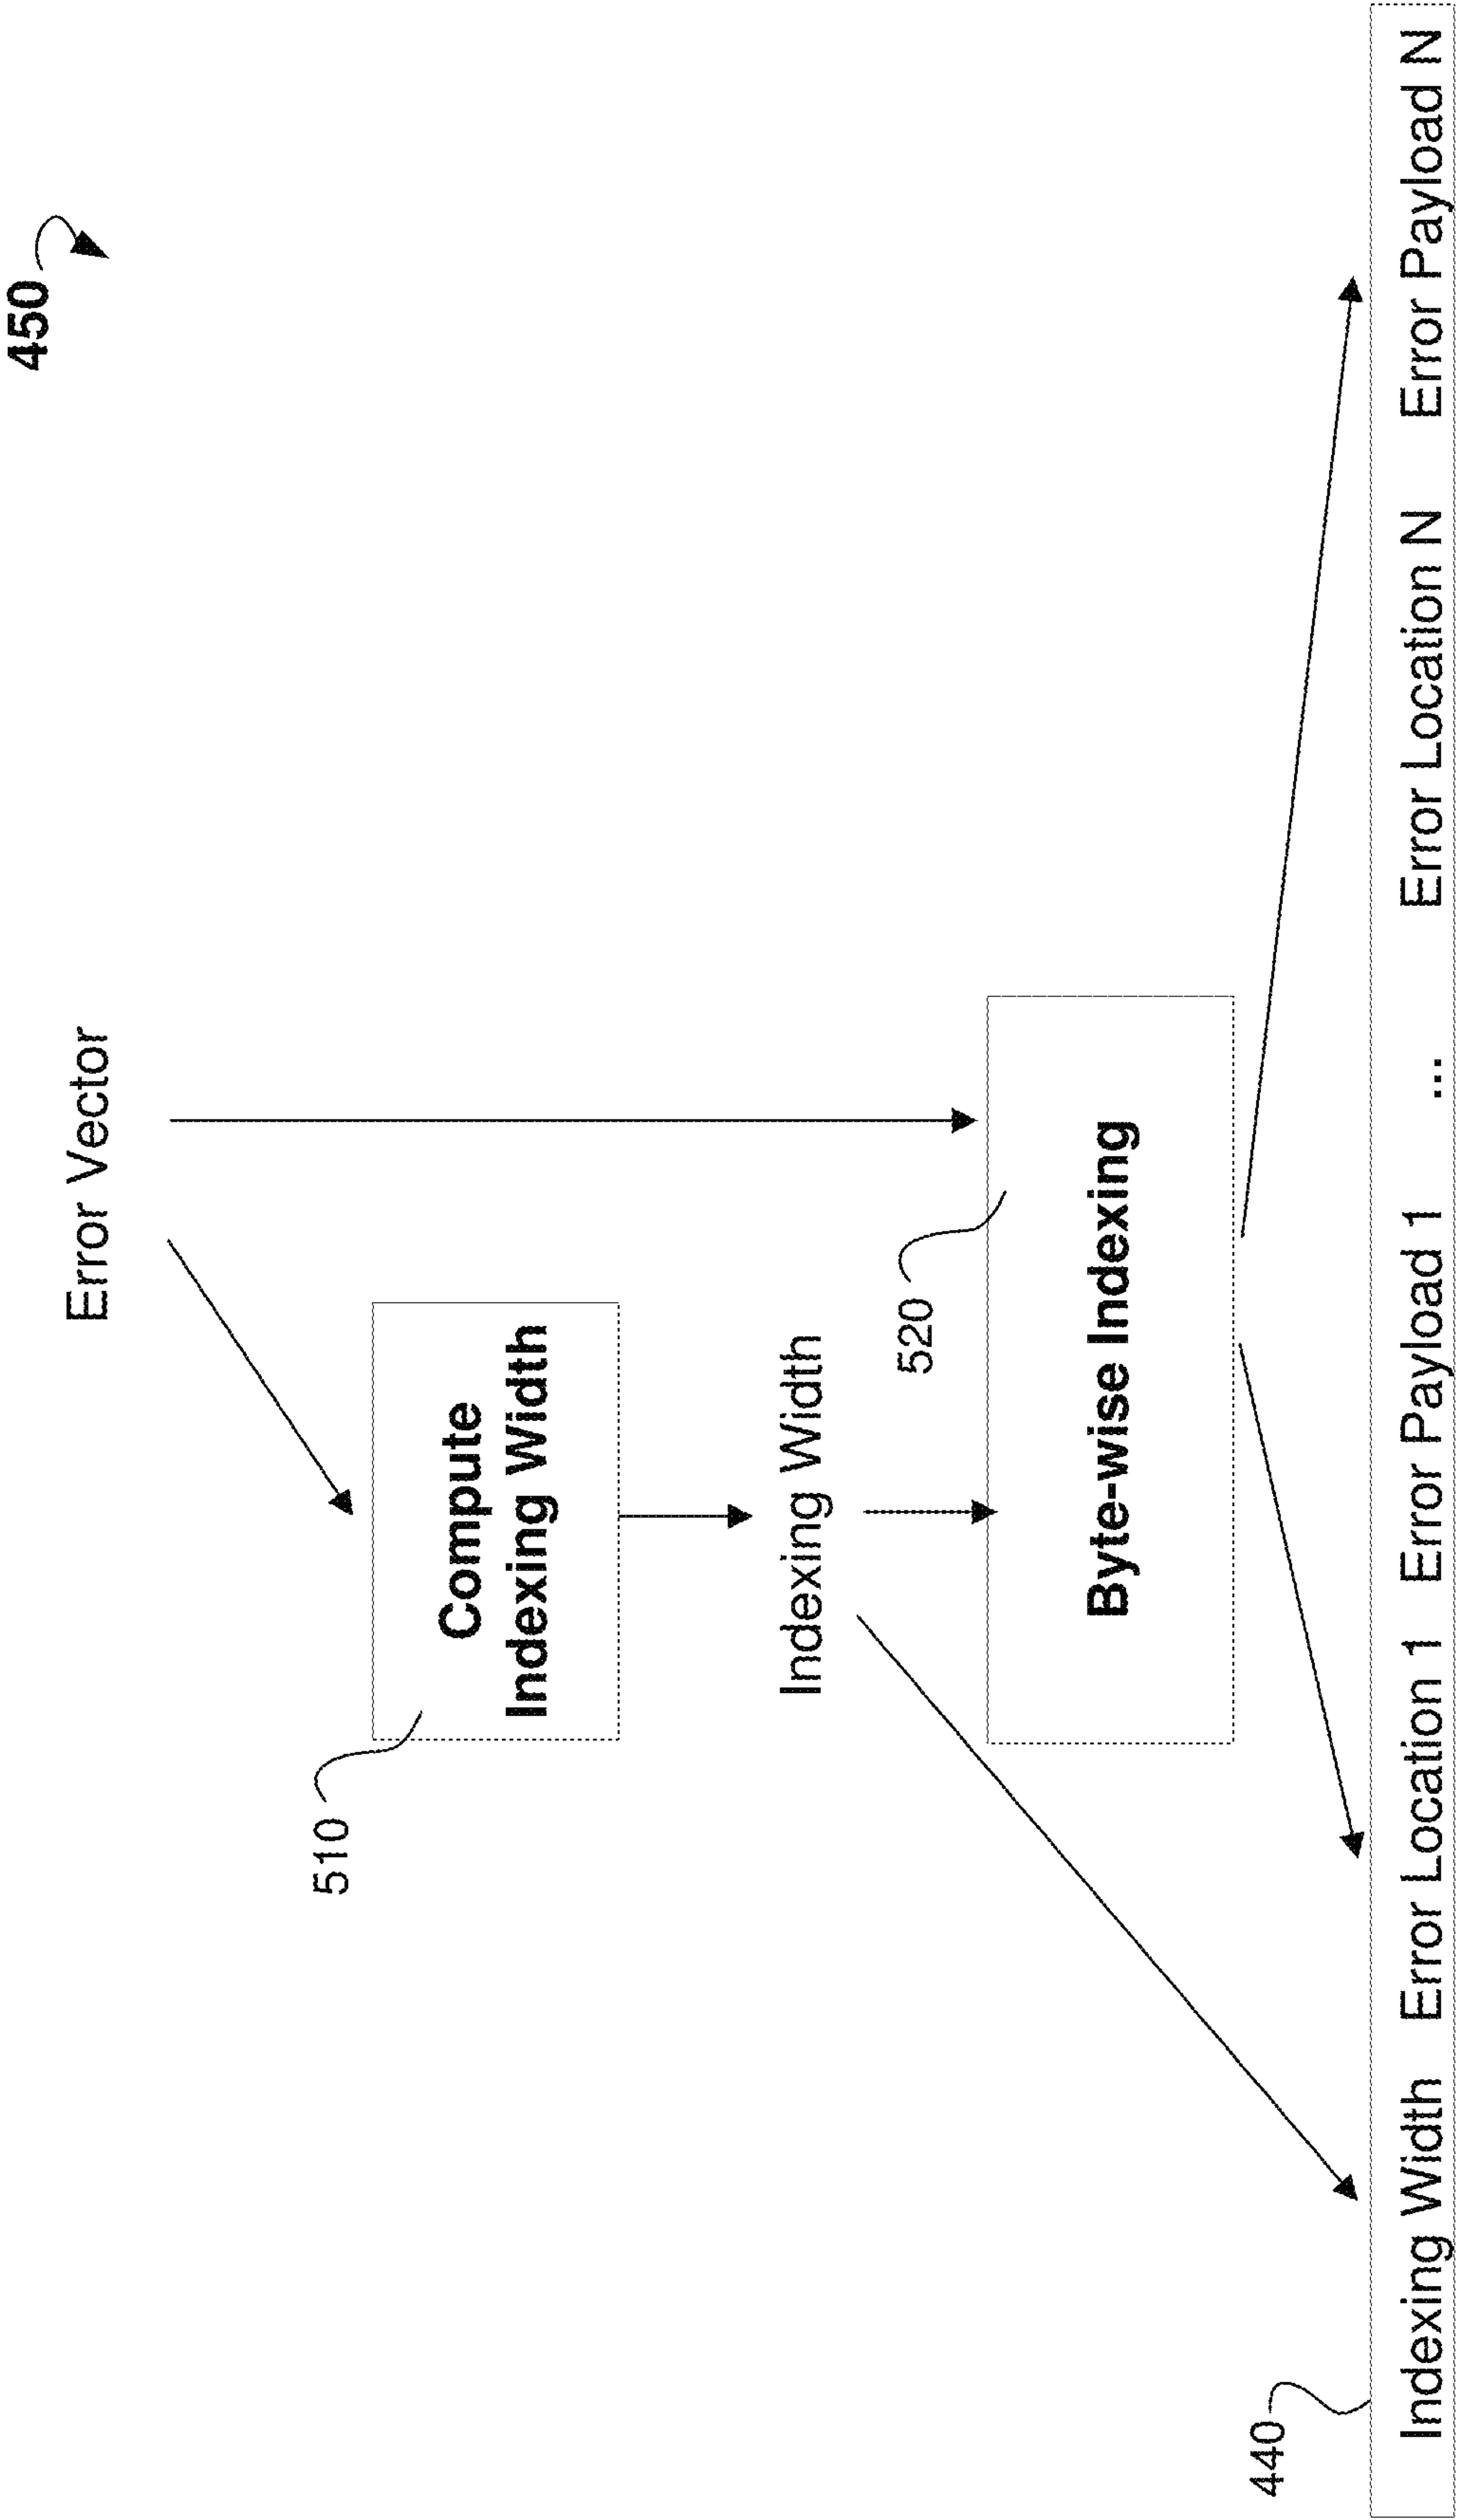 450
Error Vector
510
Compute
Indexing Width
Indexing Width
520
Byte-wise Indexing
440
Indexing Width Error Location 1 Error Payload 1 ... Error Location N Error Payload N